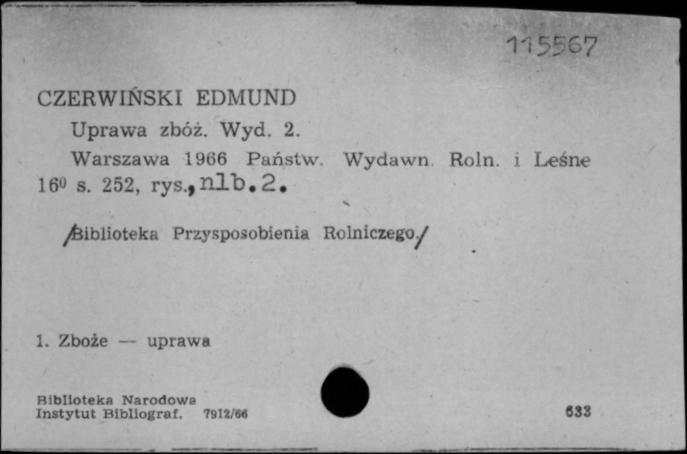 115567
CZERWIŃSKI EDMUND
Uprawa zbóż. Wyd. 2.
Warszawa 1966 Państw. Wydawn. Roln. i Leśne
16⁰ s. 252, rys., nlb. 2.
/Biblioteka Przysposobienia Rolniczego./
1. Zboże — uprawa
Biblioteka Narodowa
Instytut Bibliograf. 7912/66 633